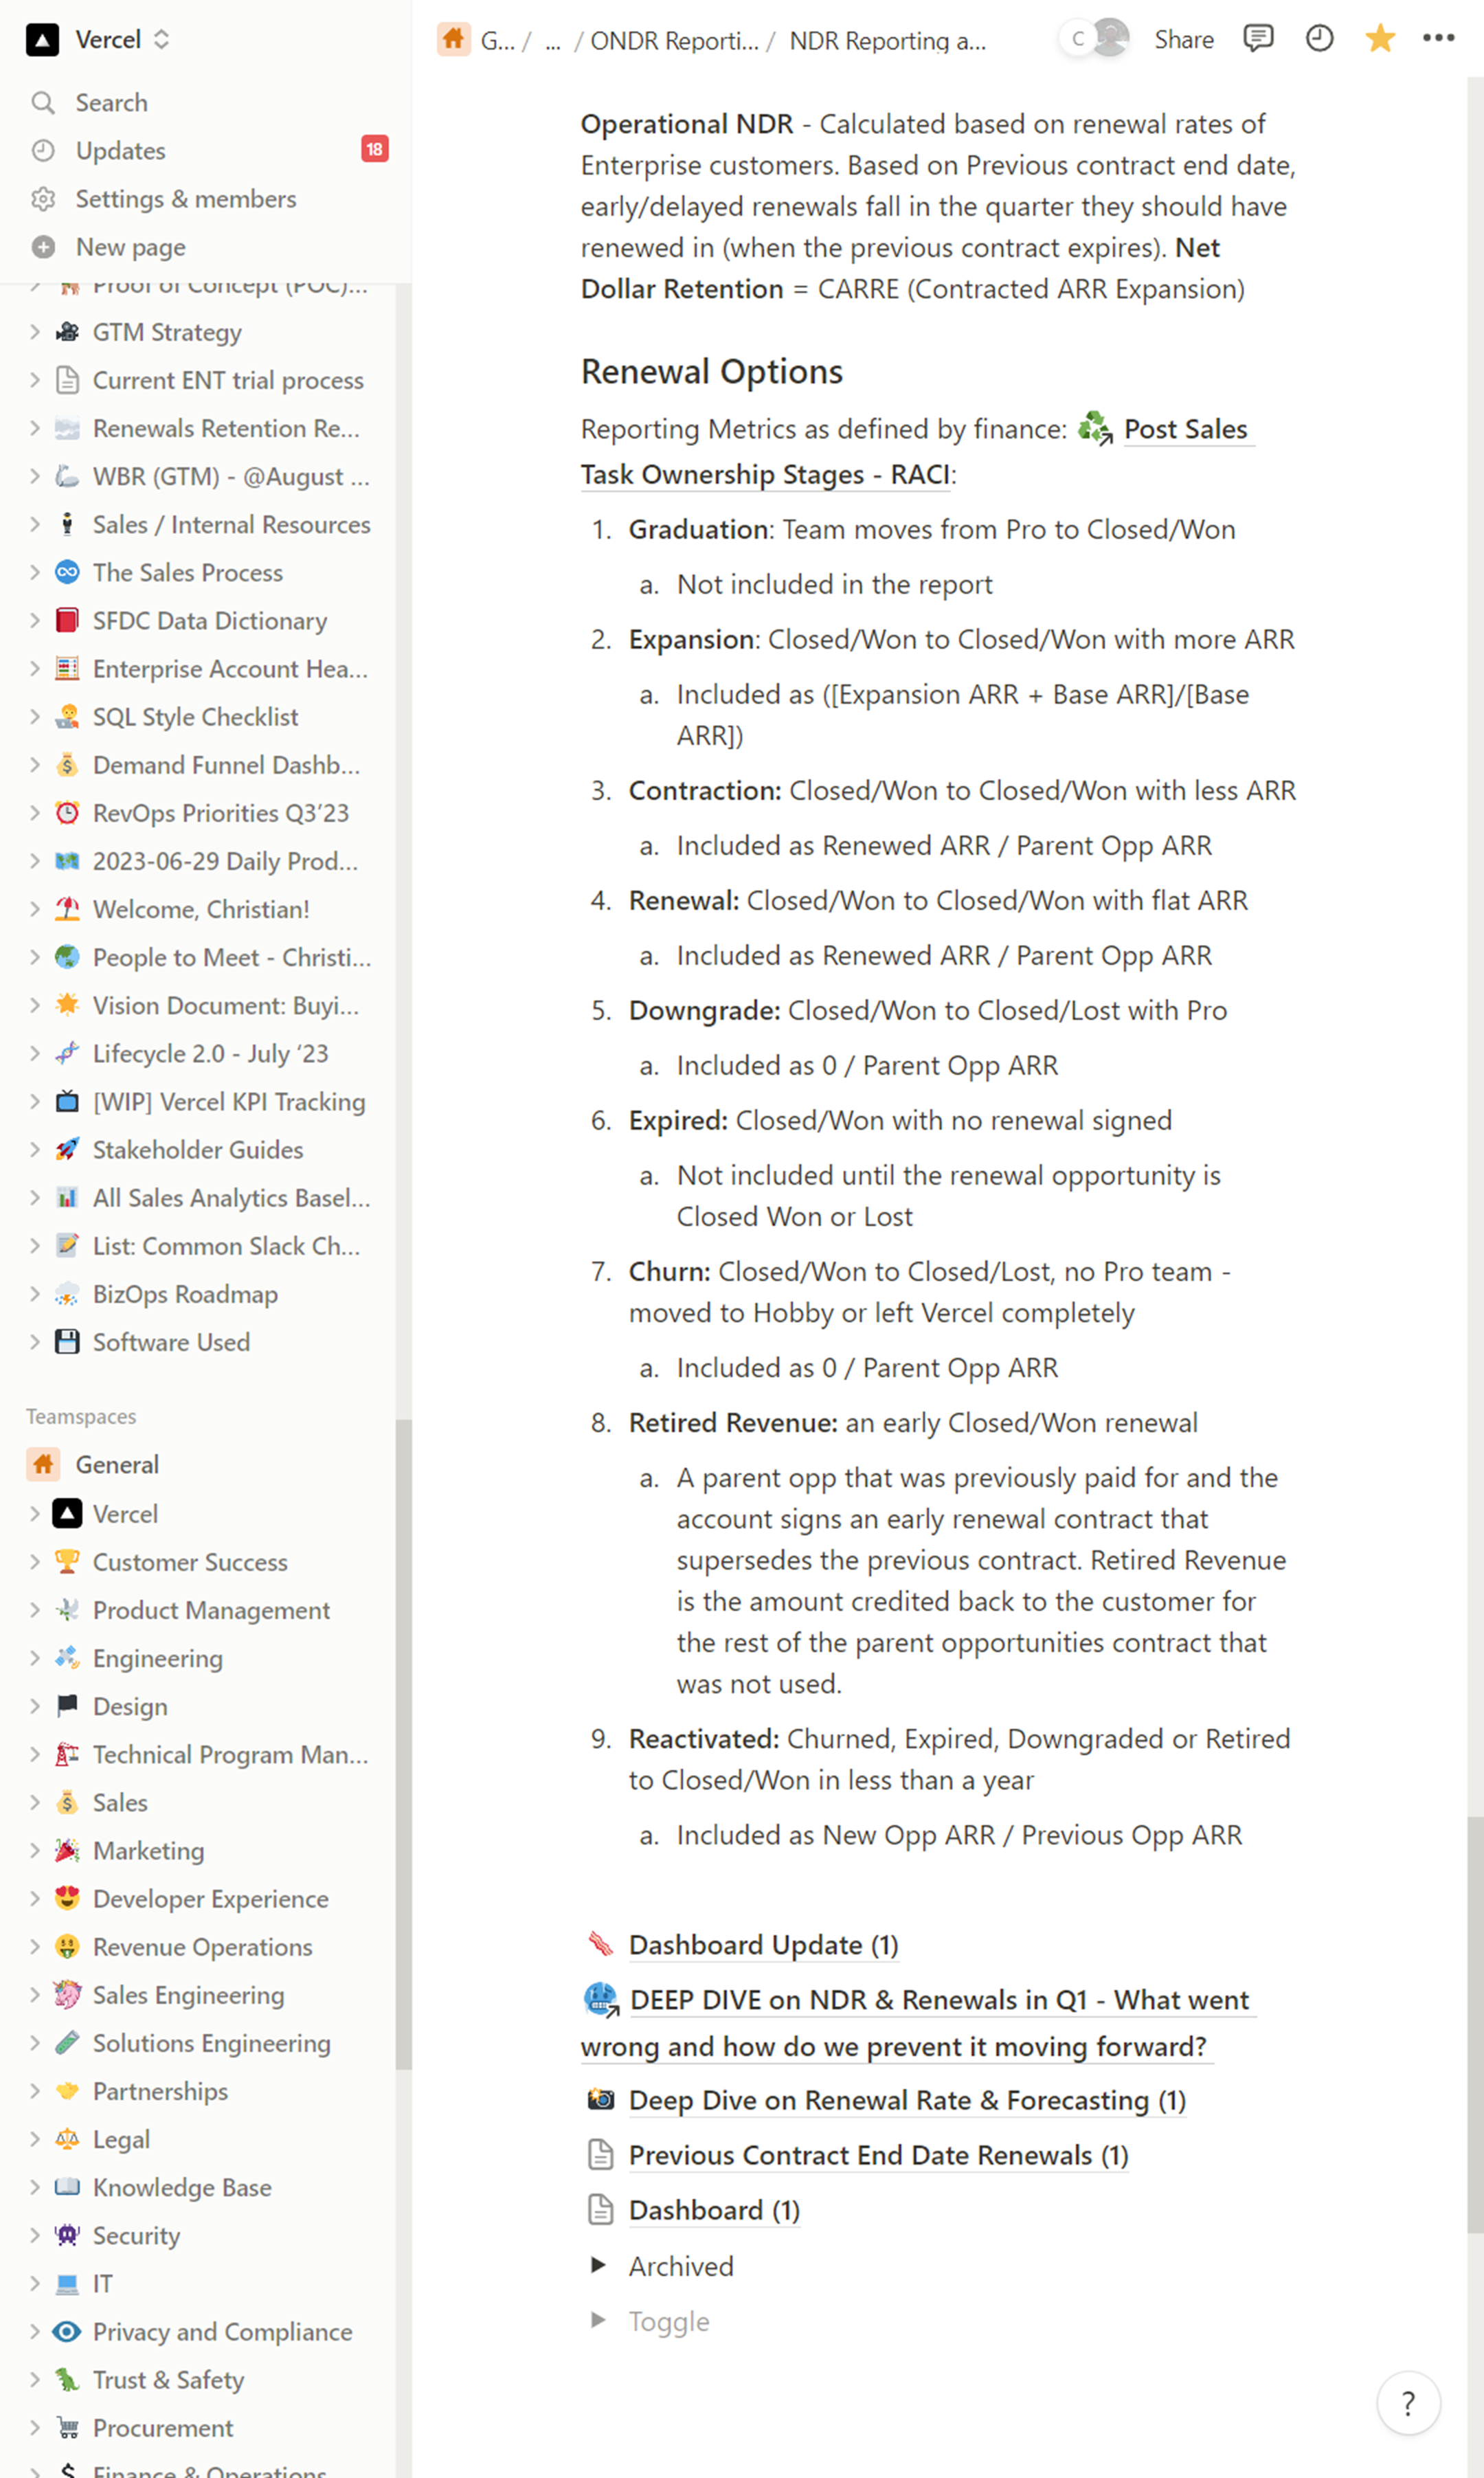 Vercel
Search
Updates
18
Settings & members
New page
Proof of Concept (POC)...
GTM Strategy
Current ENT trial process
Renewals Retention Re...
WBR (GTM) - @August ...
Sales / Internal Resources
The Sales Process
SFDC Data Dictionary
Enterprise Account Hea...
SQL Style Checklist
Demand Funnel Dashb...
RevOps Priorities Q3’23
2023-06-29 Daily Prod...
Welcome, Christian!
People to Meet - Christi...
Vision Document: Buyi...
Lifecycle 2.0 - July ‘23
[WIP] Vercel KPI Tracking
Stakeholder Guides
All Sales Analytics Basel...
List: Common Slack Ch...
BizOps Roadmap
Software Used
Teamspaces
General
Vercel
Customer Success
Product Management
Engineering
Design
Technical Program Man...
Sales
Marketing
Developer Experience
Revenue Operations
Sales Engineering
Solutions Engineering
Partnerships
Legal
Knowledge Base
Security
IT
Privacy and Compliance
Trust & Safety
Procurement
Finance & Operations
G... / ... / ONDR Reporti... / NDR Reporting a...
C
Share
Operational NDR - Calculated based on renewal rates of
Enterprise customers. Based on Previous contract end date,
early/delayed renewals fall in the quarter they should have
renewed in (when the previous contract expires). Net
Dollar Retention = CARRE (Contracted ARR Expansion)
Renewal Options
Reporting Metrics as defined by finance: Post Sales
Task Ownership Stages - RACI:
1. Graduation: Team moves from Pro to Closed/Won
a. Not included in the report
2. Expansion: Closed/Won to Closed/Won with more ARR
a. Included as ([Expansion ARR + Base ARR]/[Base
ARR])
3. Contraction: Closed/Won to Closed/Won with less ARR
a. Included as Renewed ARR / Parent Opp ARR
4. Renewal: Closed/Won to Closed/Won with flat ARR
a. Included as Renewed ARR / Parent Opp ARR
5. Downgrade: Closed/Won to Closed/Lost with Pro
a. Included as 0 / Parent Opp ARR
6. Expired: Closed/Won with no renewal signed
a. Not included until the renewal opportunity is
Closed Won or Lost
7. Churn: Closed/Won to Closed/Lost, no Pro team -
moved to Hobby or left Vercel completely
a. Included as 0 / Parent Opp ARR
8. Retired Revenue: an early Closed/Won renewal
a. A parent opp that was previously paid for and the
account signs an early renewal contract that
supersedes the previous contract. Retired Revenue
is the amount credited back to the customer for
the rest of the parent opportunities contract that
was not used.
9. Reactivated: Churned, Expired, Downgraded or Retired
to Closed/Won in less than a year
a. Included as New Opp ARR / Previous Opp ARR
Dashboard Update (1)
DEEP DIVE on NDR & Renewals in Q1 - What went
wrong and how do we prevent it moving forward?
Deep Dive on Renewal Rate & Forecasting (1)
Previous Contract End Date Renewals (1)
Dashboard (1)
Archived
Toggle
?